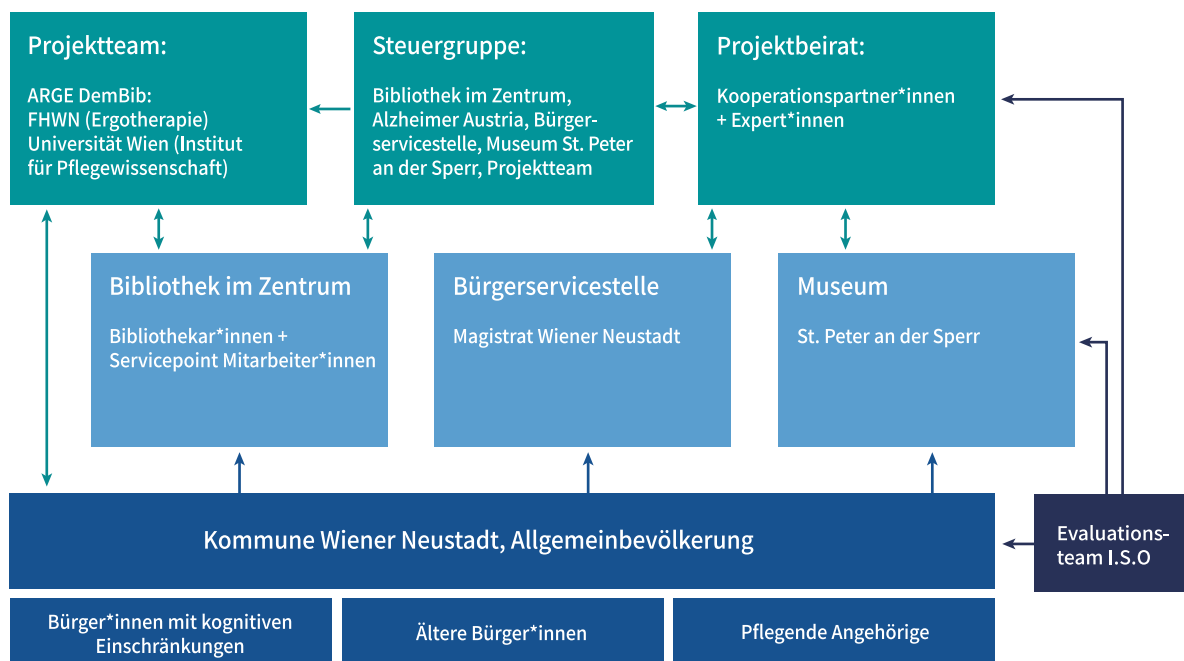 Projektteam:
ARGE DemBib:
FHWN (Ergotherapie)
Universität Wien (Institut
für Pflegewissenschaft)
Steuergruppe:
Bibliothek im Zentrum,
Alzheimer Austria, Bürger-
servicestelle, Museum St. Peter
an der Sperr, Projektteam
Projektbeirat:
Kooperationspartner*innen
+ Expert*innen
Bibliothek im Zentrum
Bibliothekar*innen +
Servicepoint Mitarbeiter*innen
Bürgerservicestelle
Magistrat Wiener Neustadt
Museum
St. Peter an der Sperr
Kommune Wiener Neustadt, Allgemeinbevölkerung
Evaluations-
team I.S.O
Bürger*innen mit kognitiven
Einschränkungen
Ältere Bürger*innen
Pflegende Angehörige